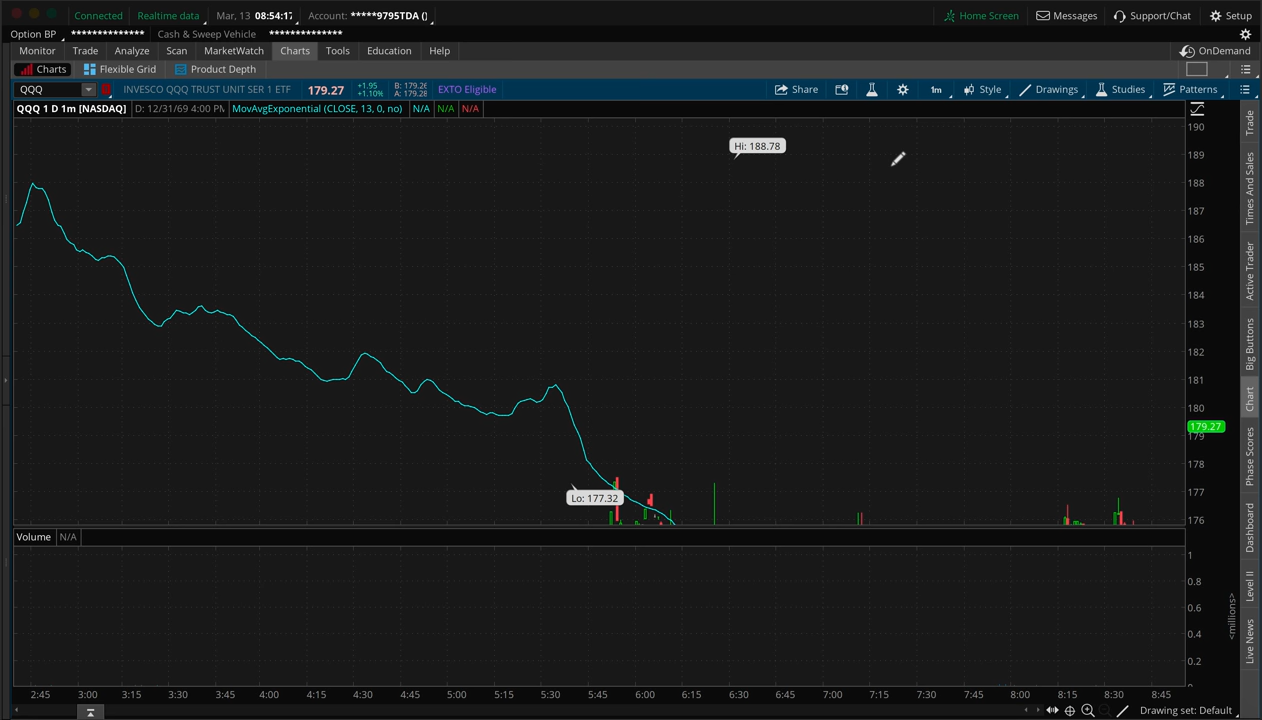 Connected Realtime data Mar, 13 08:54:17 Account: *****9795TDA () Home Screen Messages Support/Chat Setup
Option BP ************** Cash & Sweep Vehicle **************
Monitor Trade Analyze Scan MarketWatch Charts Tools Education Help OnDemand
Charts Flexible Grid Product Depth
QQQ INVESCO QQQ TRUST UNIT SER 1 ETF 179.27 +1.95 B: 179.26 EXTO Eligible Share 1m Style Drawings Studies Patterns
+1.10% A: 179.28
QQQ 1 D 1m [NASDAQ] D: 12/31/69 4:00 PM MovAvgExponential (CLOSE, 13, 0, no) N/A N/A N/A
190
Hi: 188.78
189
188
187
186
185
184
183
182
181
180
179.27
179
178
177
Lo: 177.32
176
Volume N/A
1
0.8
0.6
0.4
0.2
0
<millions>
2:45 3:00 3:15 3:30 3:45 4:00 4:15 4:30 4:45 5:00 5:15 5:30 5:45 6:00 6:15 6:30 6:45 7:00 7:15 7:30 7:45 8:00 8:15 8:30 8:45
Drawing set: Default
Trade
Times And Sales
Active Trader
Big Buttons
Chart
Phase Scores
Dashboard
Level II
Live News